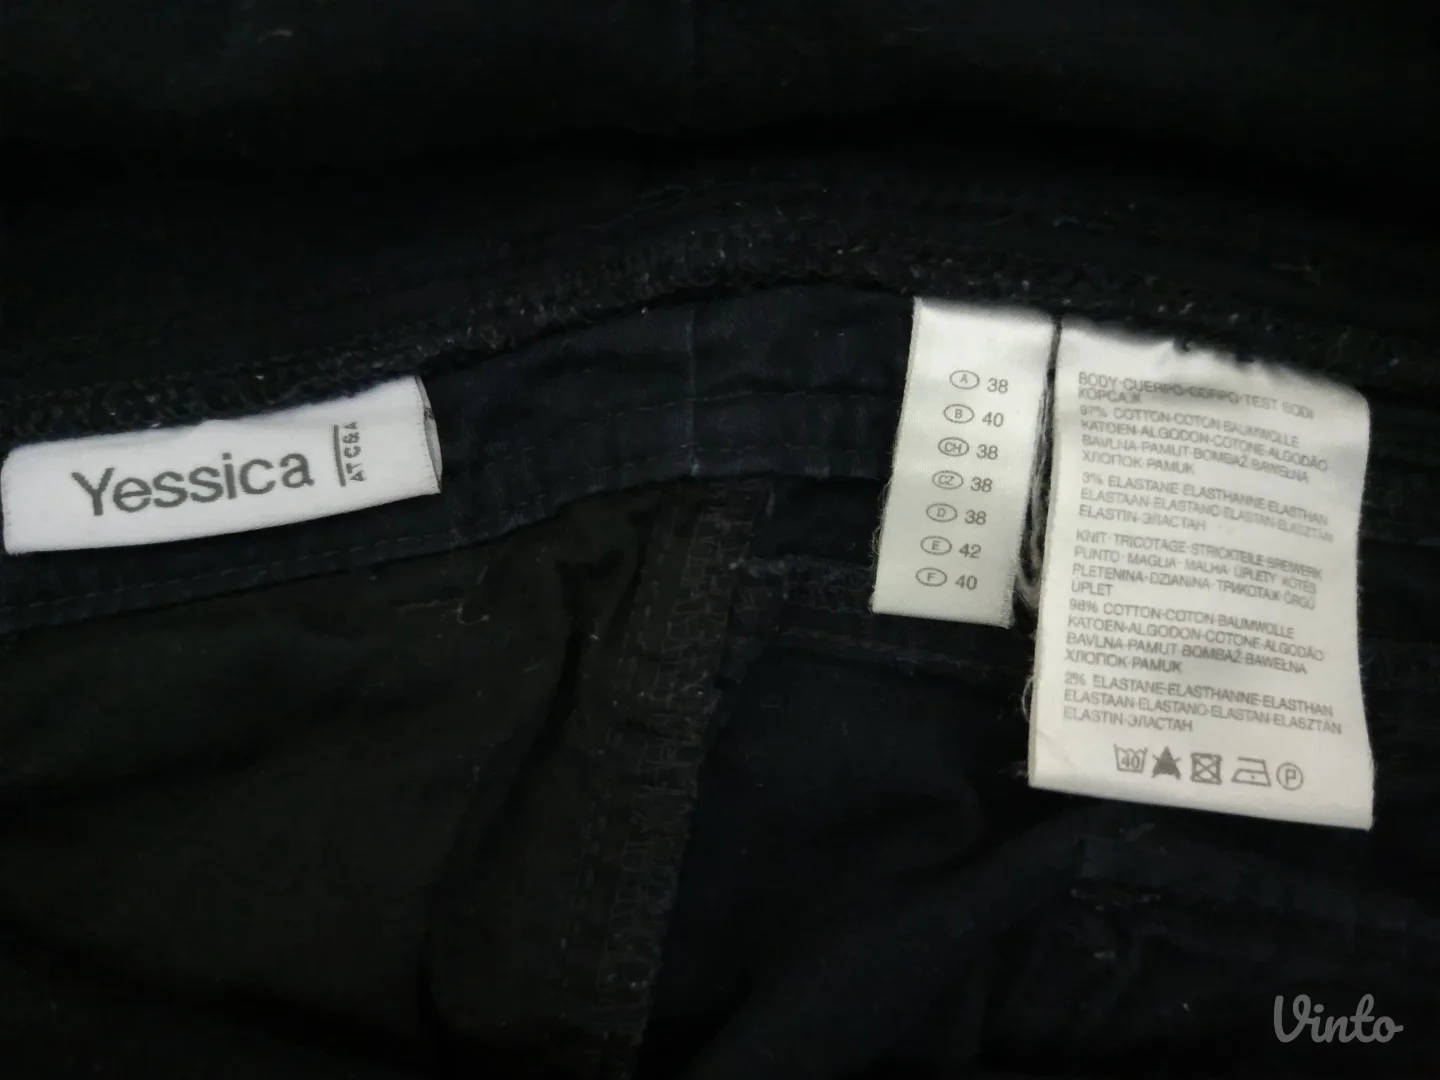 Yessica
AT C&A
A 38
B 40
CH 38
CZ 38
D 38
E 42
F 40
BODY·CUERPO·CORPO·TEST BODI
КОРСАЖ
97% COTTON·COTON·BAUMWOLLE
KATOEN·ALGODON·COTONE·ALGODÃO
BAVLNA·PAMUT·BOMBAŽ·BAWEŁNA
ХЛОПОК·PAMUK
3% ELASTANE·ELASTHANNE·ELASTHAN
ELASTAAN·ELASTANO·ELASTAN·ELASZTÁN
ELASTIN·ЭЛАСТАН
KNIT·TRICOTAGE·STRICKTEILE·BREIWERK
PUNTO·MAGLIA·MALHA·ÚPLETY·KÖTÉS
PLETENINA·DZIANINA·ТРИКОТАЖ·ÖRGÜ
ÚPLET
98% COTTON·COTON·BAUMWOLLE
KATOEN·ALGODON·COTONE·ALGODÃO
BAVLNA·PAMUT·BOMBAŽ·BAWEŁNA
ХЛОПОК·PAMUK
2% ELASTANE·ELASTHANNE·ELASTHAN
ELASTAAN·ELASTANO·ELASTAN·ELASZTÁN
ELASTIN·ЭЛАСТАН
40 P
Vinto